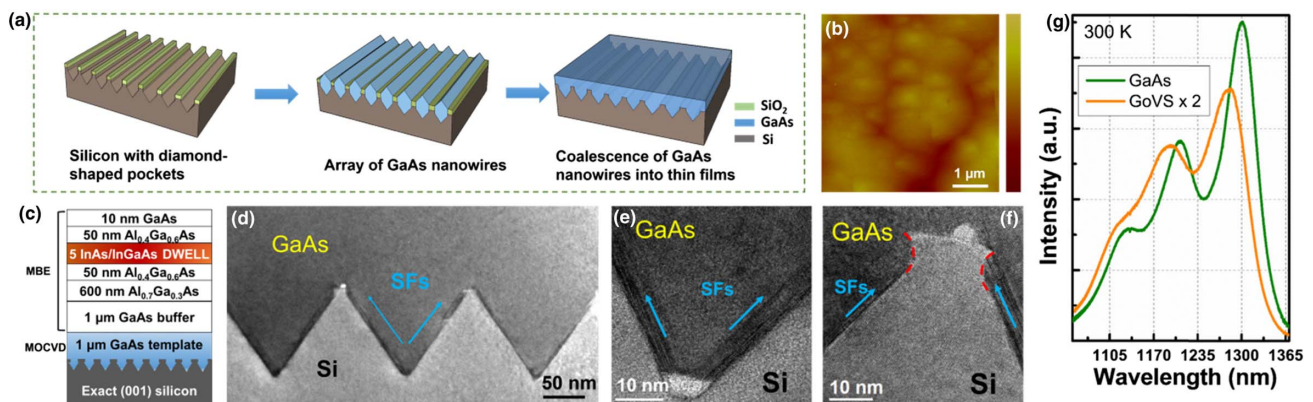 (a)
SiO2
GaAs
Si
Silicon with diamond-
shaped pockets
Array of GaAs nanowires
Coalescence of GaAs
nanowires into thin films
(b)
1 μm
(c)
MBE
MOCVD
10 nm GaAs
50 nm Al0.4Ga0.6As
5 InAs/InGaAs DWELL
50 nm Al0.4Ga0.6As
600 nm Al0.7Ga0.3As
1 μm GaAs buffer
1 μm GaAs template
Exact (001) silicon
(d)
GaAs
SFs
Si
50 nm
(e)
GaAs
SFs
Si
10 nm
(f)
GaAs
SFs
Si
10 nm
(g)
300 K
GaAs
GoVS x 2
Intensity (a.u.)
1105 1170 1235 1300 1365
Wavelength (nm)